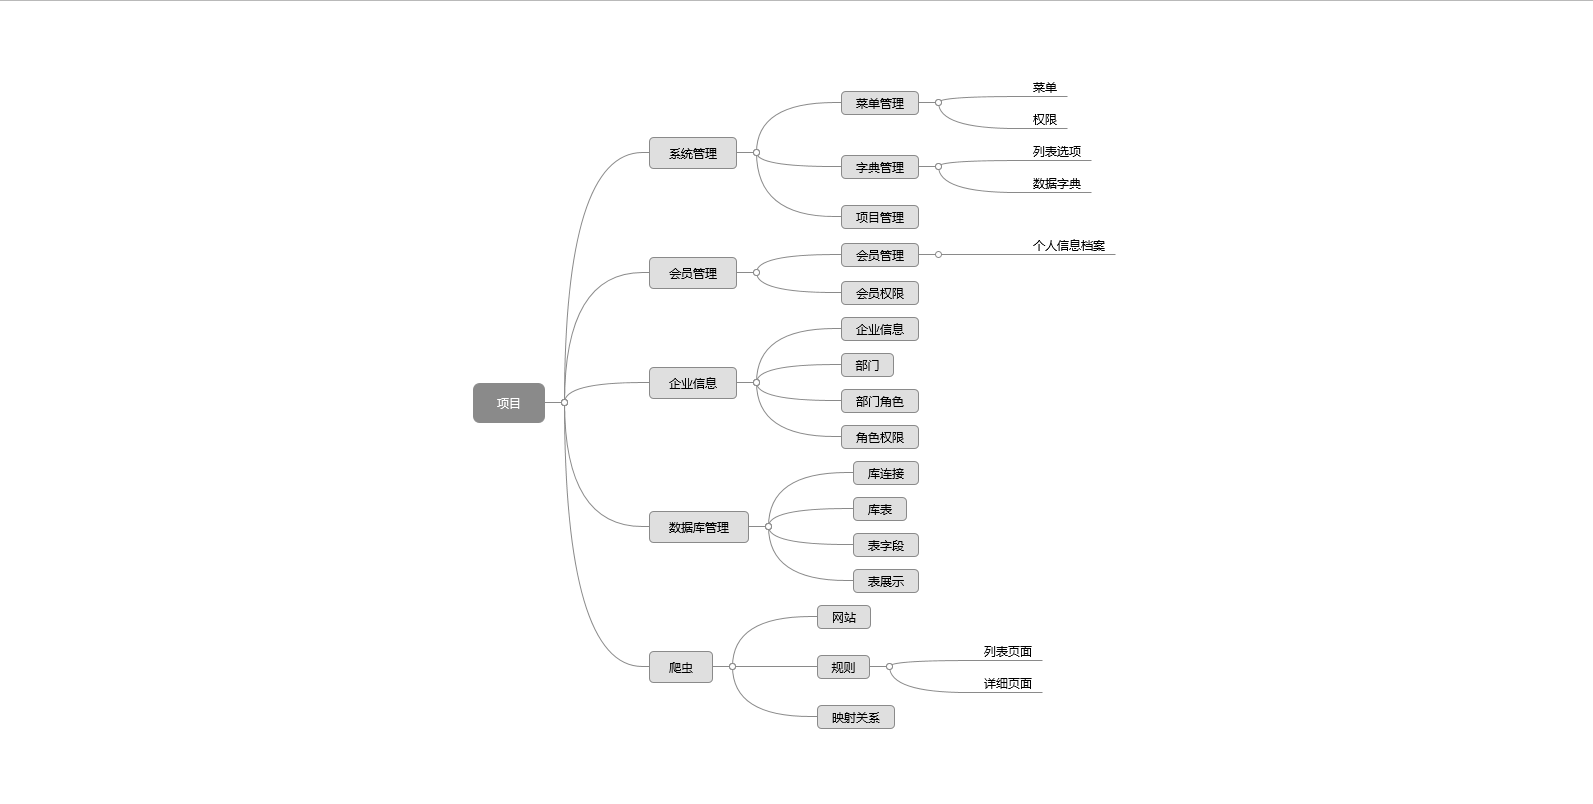 项目
系统管理
菜单管理
菜单
权限
字典管理
列表选项
数据字典
项目管理
会员管理
会员管理
个人信息档案
会员权限
企业信息
企业信息
部门
部门角色
角色权限
数据库管理
库连接
库表
表字段
表展示
爬虫
网站
规则
列表页面
详细页面
映射关系